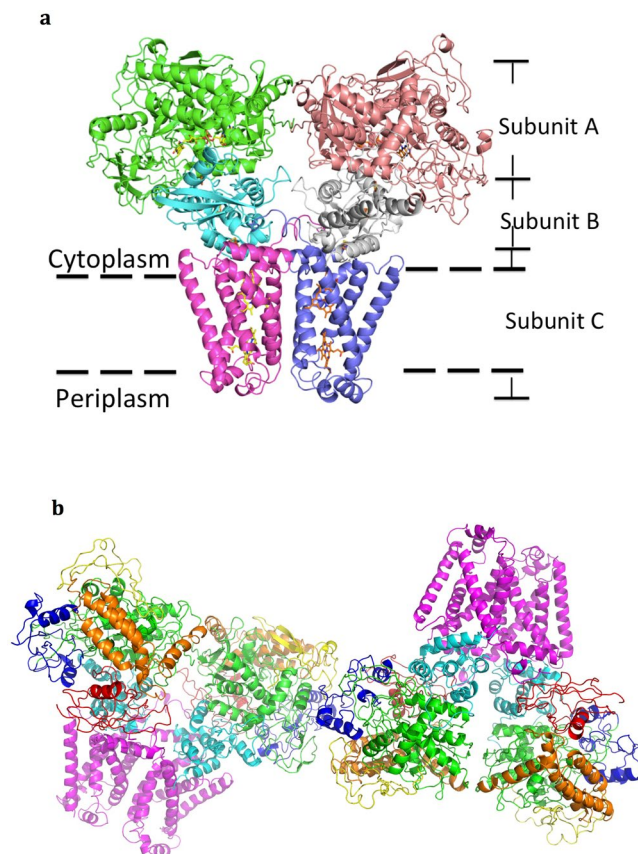 a
Subunit A
Subunit B
Cytoplasm
Subunit C
Periplasm
b